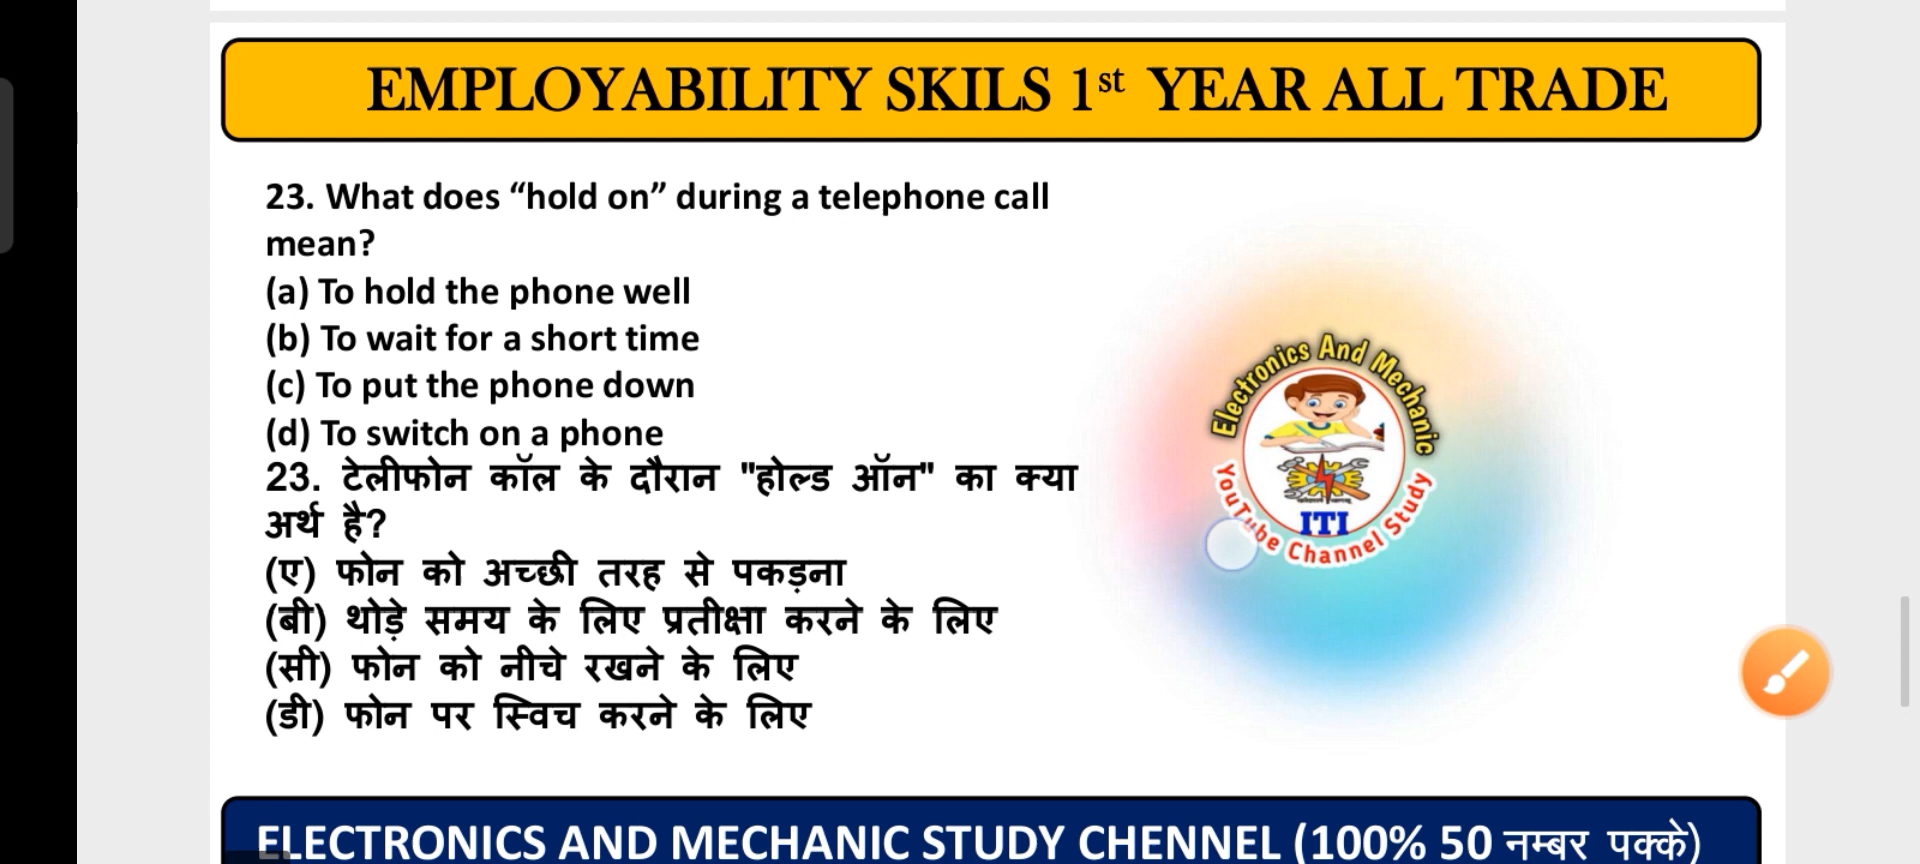 EMPLOYABILITY SKILS 1st YEAR ALL TRADE
23. What does “hold on” during a telephone call
mean?
(a) To hold the phone well
(b) To wait for a short time
(c) To put the phone down
(d) To switch on a phone
23. टेलीफोन कॉल के दौरान "होल्ड ऑन" का क्या
अर्थ है?
(ए) फोन को अच्छी तरह से पकड़ना
(बी) थोड़े समय के लिए प्रतीक्षा करने के लिए
(सी) फोन को नीचे रखने के लिए
(डी) फोन पर स्विच करने के लिए
Electronics And Mechanic
ITI
YouTube Channel Study
ELECTRONICS AND MECHANIC STUDY CHENNEL (100% 50 नम्बर पक्के)